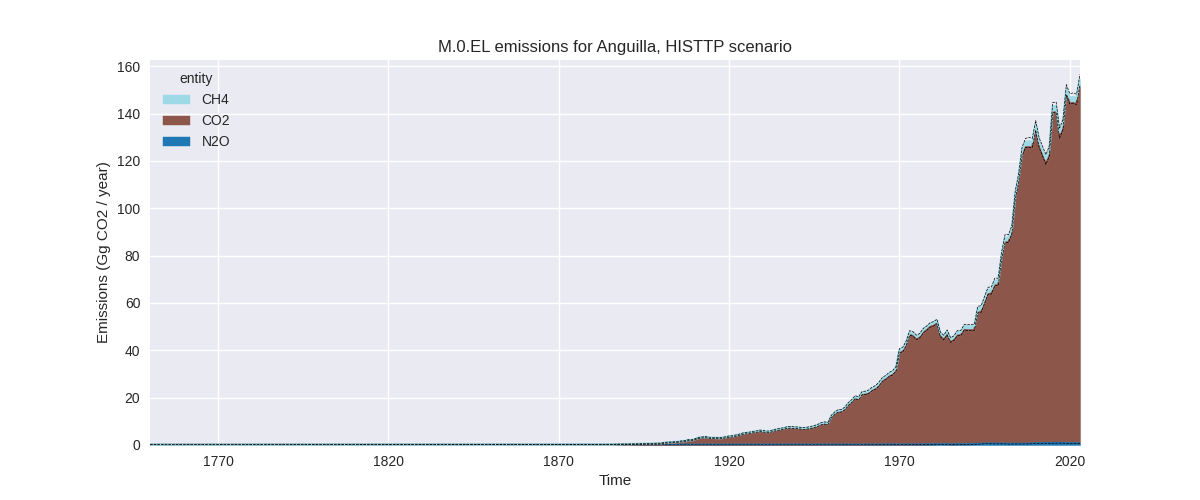 M.0.EL emissions for Anguilla, HISTTP scenario
Emissions (Gg CO2 / year)
160
140
120
100
80
60
40
20
0
entity
CH4
CO2
N2O
1770 1820 1870 1920 1970 2020
Time